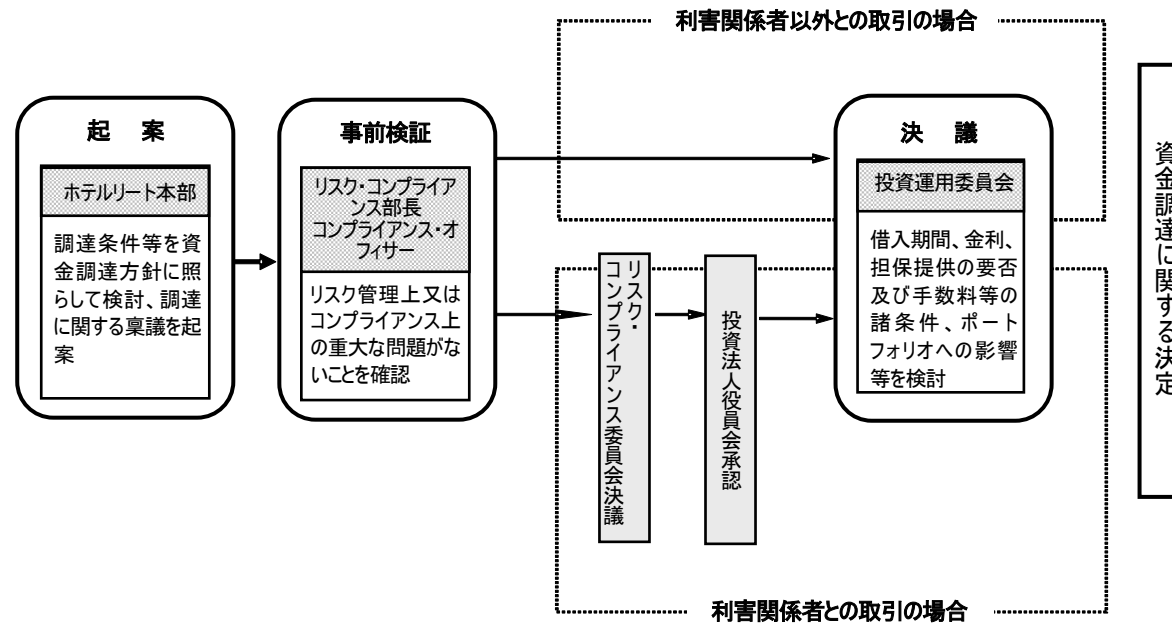 利害関係者以外との取引の場合
起 案
ホテルリート本部
調達条件等を資
金調達方針に照
らして検討、調達
に関する稟議を起
案
事前検証
リスク・コンプライア
ンス部長
コンプライアンス・オ
フィサー
リスク管理上又は
コンプライアンス上
の重大な問題がな
いことを確認
リスク・
コンプライアンス委員会決議
投資法人役員会承認
決 議
投資運用委員会
借入期間、金利、
担保提供の要否
及び手数料等の
諸条件、ポート
フォリオへの影響
等を検討
資金調達に関する決定
利害関係者との取引の場合